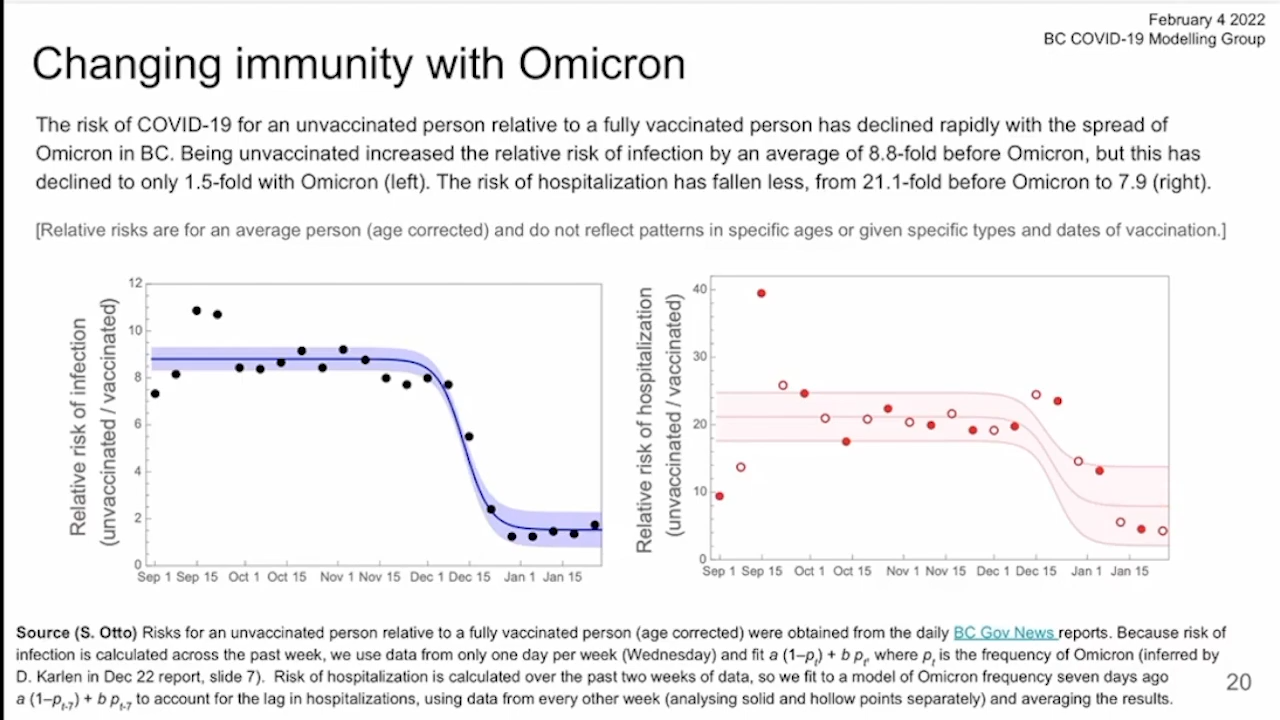 February 4 2022
BC COVID-19 Modelling Group
Changing immunity with Omicron
The risk of COVID-19 for an unvaccinated person relative to a fully vaccinated person has declined rapidly with the spread of
Omicron in BC. Being unvaccinated increased the relative risk of infection by an average of 8.8-fold before Omicron, but this has
declined to only 1.5-fold with Omicron (left). The risk of hospitalization has fallen less, from 21.1-fold before Omicron to 7.9 (right).
[Relative risks are for an average person (age corrected) and do not reflect patterns in specific ages or given specific types and dates of vaccination.]
Relative risk of infection
(unvaccinated / vaccinated)
12
10
8
6
4
2
0
Sep 1 Sep 15 Oct 1 Oct 15 Nov 1 Nov 15 Dec 1 Dec 15 Jan 1 Jan 15
Relative risk of hospitalization
(unvaccinated / vaccinated)
40
30
20
10
0
Sep 1 Sep 15 Oct 1 Oct 15 Nov 1 Nov 15 Dec 1 Dec 15 Jan 1 Jan 15
Source (S. Otto) Risks for an unvaccinated person relative to a fully vaccinated person (age corrected) were obtained from the daily BC Gov News reports. Because risk of
infection is calculated across the past week, we use data from only one day per week (Wednesday) and fit a (1–pt) + b pt, where pt is the frequency of Omicron (inferred by
D. Karlen in Dec 22 report, slide 7). Risk of hospitalization is calculated over the past two weeks of data, so we fit to a model of Omicron frequency seven days ago
a (1–pt-7) + b pt-7 to account for the lag in hospitalizations, using data from every other week (analysing solid and hollow points separately) and averaging the results.
20